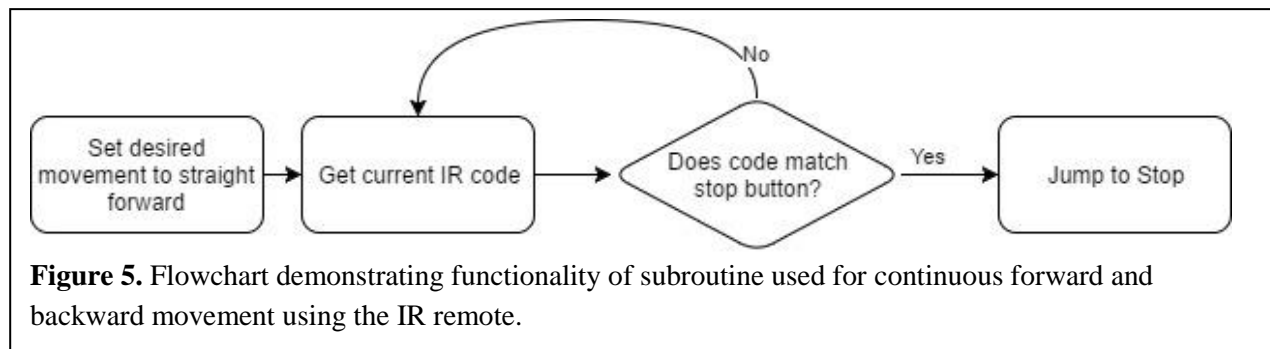 No
Set desired
movement to straight
forward
Get current IR code
Does code match
stop button?
Yes
Jump to Stop
Figure 5. Flowchart demonstrating functionality of subroutine used for continuous forward and
backward movement using the IR remote.